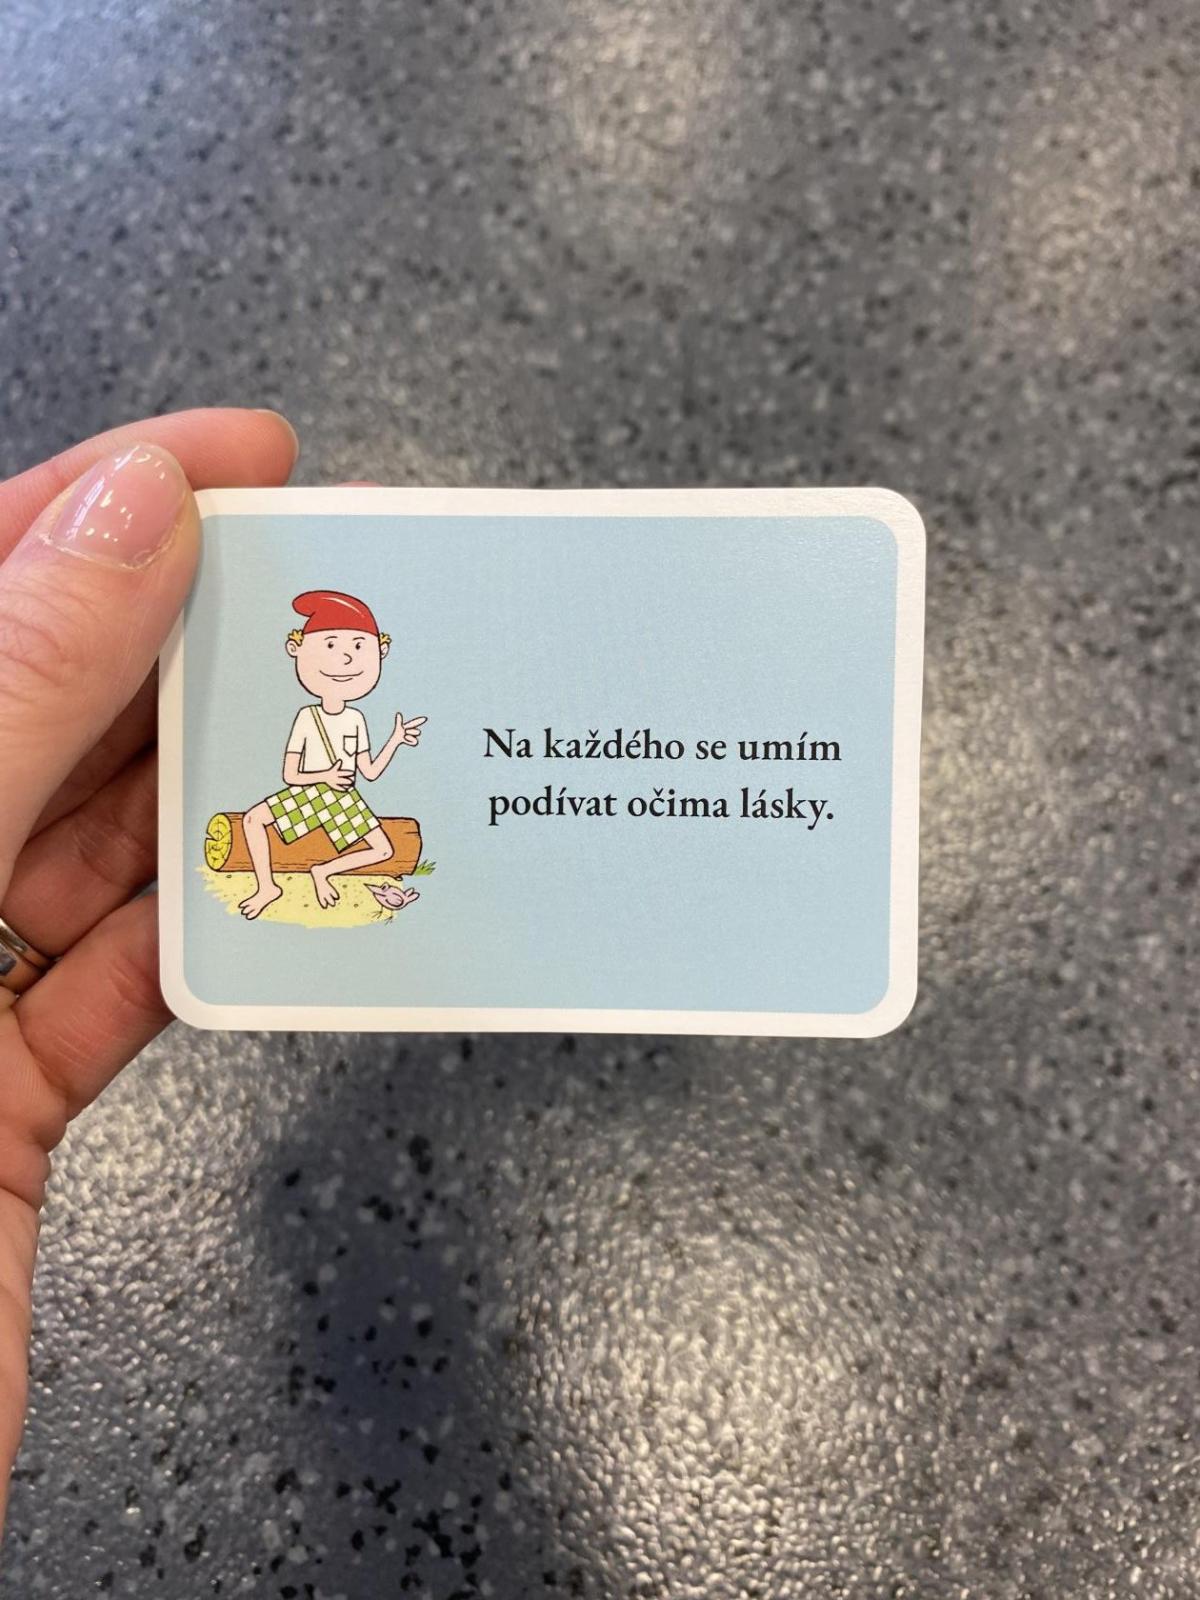 Na každého se umím
podívat očima lásky.